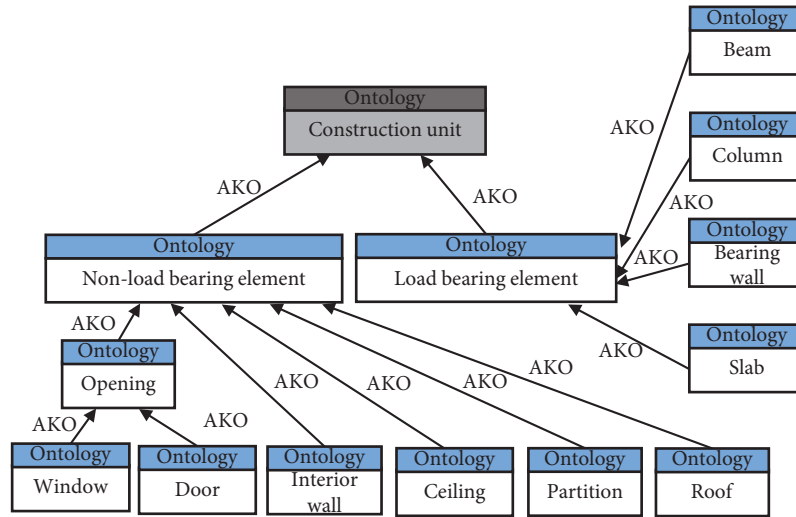 Ontology
Beam
Ontology
Construction unit
AKO
Ontology
Column
AKO
AKO
AKO
Ontology
Bearing
wall
AKO
Ontology
Non-load bearing element
Ontology
Load bearing element
AKO
Ontology
Opening
AKO
Ontology
Slab
AKO
AKO
AKO
AKO
AKO
AKO
Ontology
Window
Ontology
Door
Ontology
Interior
wall
Ontology
Ceiling
Ontology
Partition
Ontology
Roof